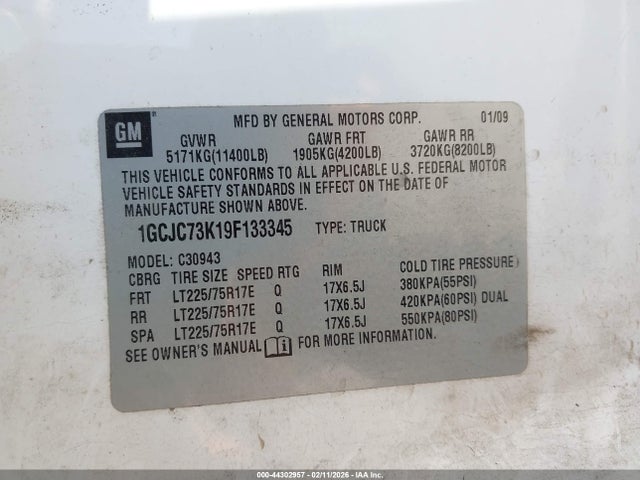 GM
MFD BY GENERAL MOTORS CORP. 01/09
GVWR GAWR FRT GAWR RR
5171KG(11400LB) 1905KG(4200LB) 3720KG(8200LB)
THIS VEHICLE CONFORMS TO ALL APPLICABLE U.S. FEDERAL MOTOR
VEHICLE SAFETY STANDARDS IN EFFECT ON THE DATE OF
MANUFACTURE SHOWN ABOVE.
1GCJC73K19F133345 TYPE: TRUCK
MODEL: C30943
CBRG TIRE SIZE SPEED RTG RIM COLD TIRE PRESSURE
FRT LT225/75R17E Q 17X6.5J 380KPA(55PSI)
RR LT225/75R17E Q 17X6.5J 420KPA(60PSI) DUAL
SPA LT225/75R17E Q 17X6.5J 550KPA(80PSI)
SEE OWNER'S MANUAL i FOR MORE INFORMATION.
000-44302957 - 02/11/2026 - IAAC